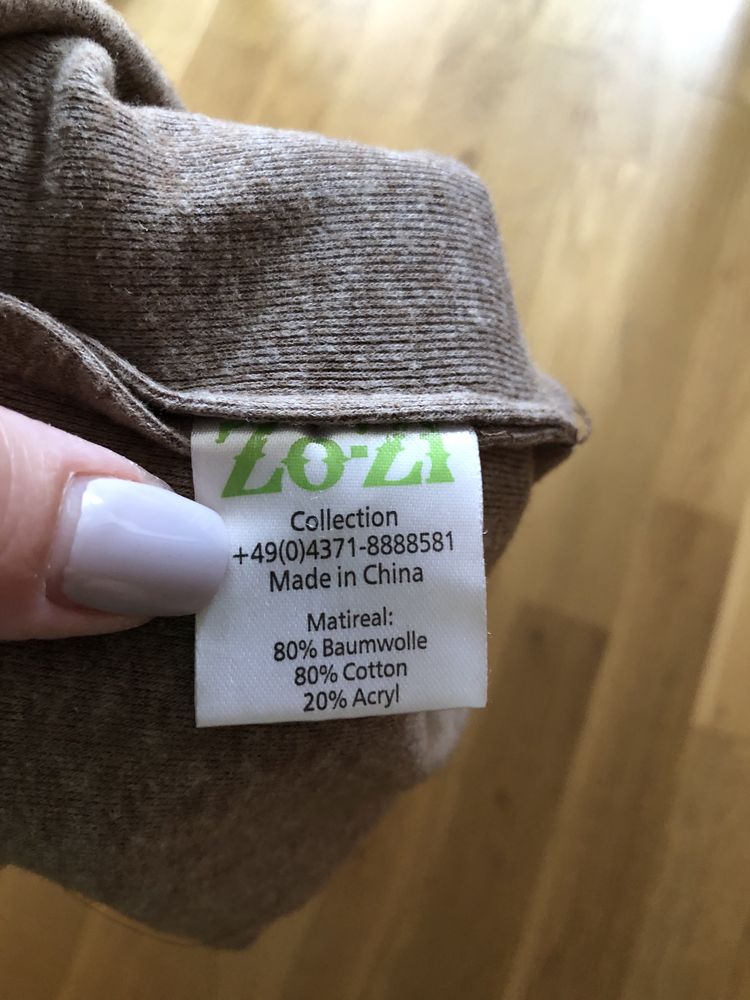 Zo-Zi
Collection
+49(0)4371-8888581
Made in China
Matireal:
80% Baumwolle
80% Cotton
20% Acryl